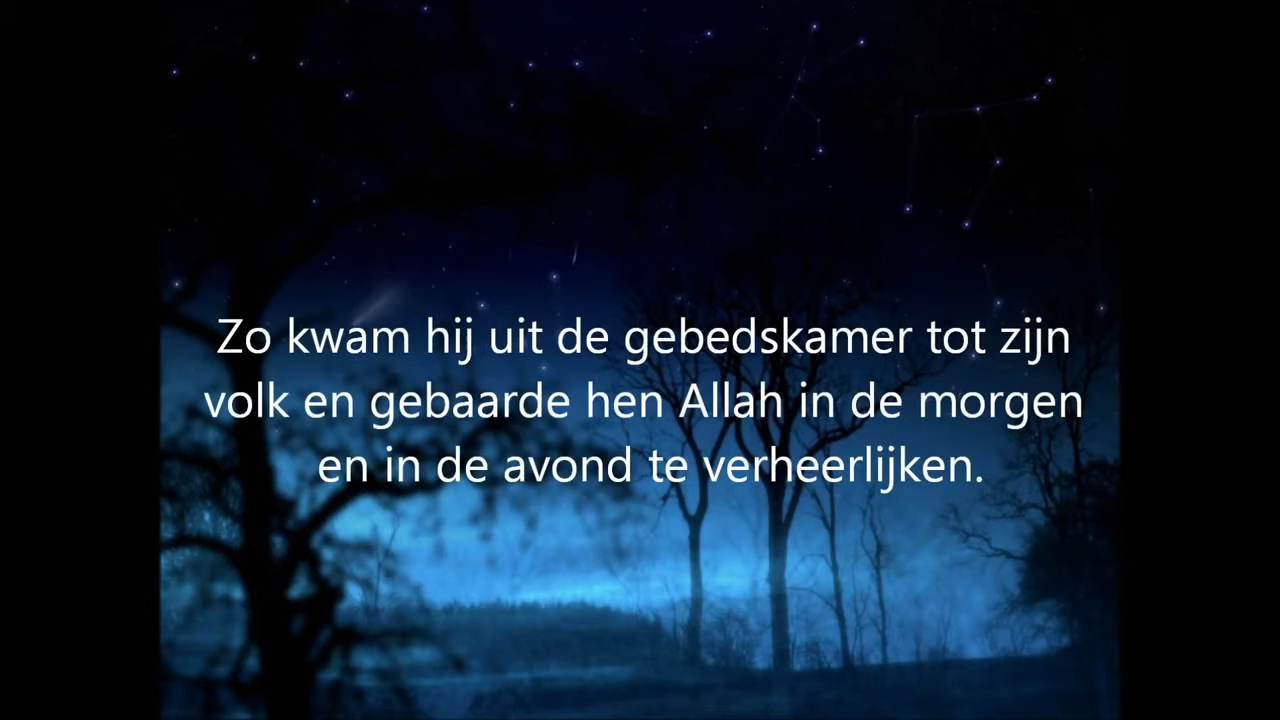 Zo kwam hij uit de gebedskamer tot zijn
volk en gebaarde hen Allah in de morgen
en in de avond te verheerlijken.